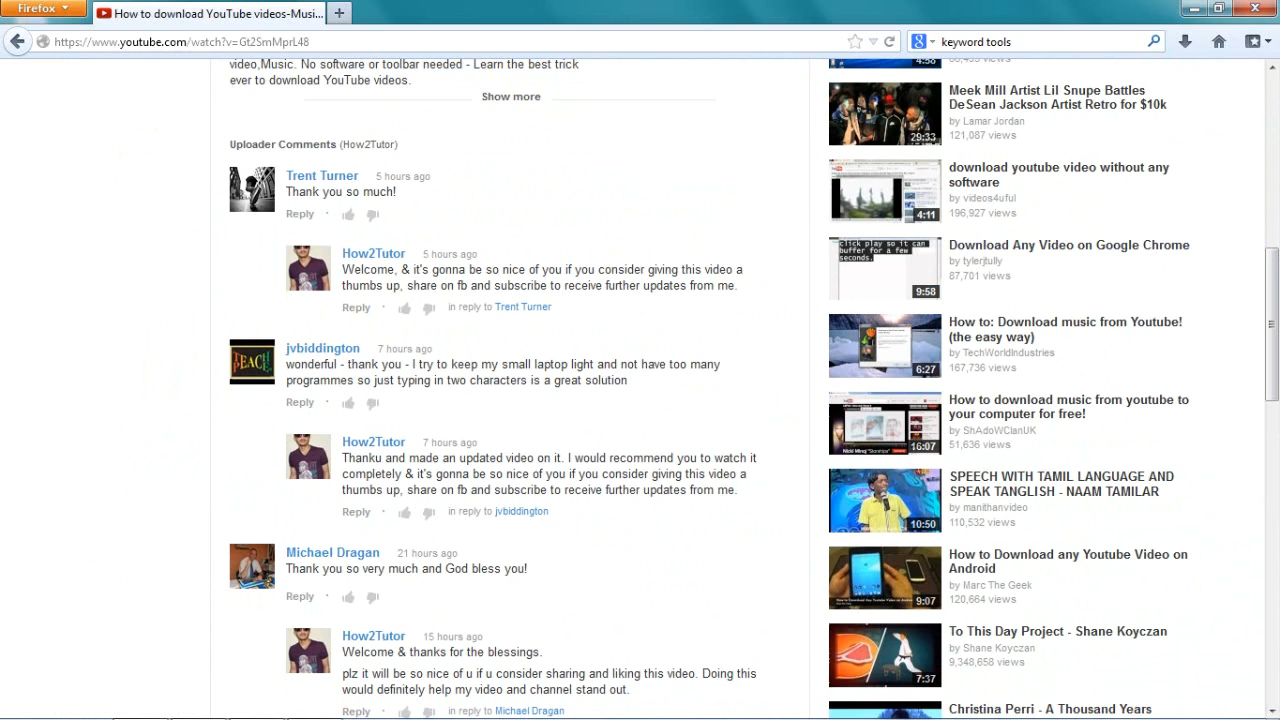 Firefox
How to download YouTube videos-Musi...
https://www.youtube.com/watch?v=Gt2SmMprL48
keyword tools
video,Music. No software or toolbar needed - Learn the best trick
ever to download YouTube videos.
Show more
Uploader Comments (How2Tutor)
Trent Turner 5 hours ago
Thank you so much!
Reply
How2Tutor 5 hours ago
Welcome, & it's gonna be so nice of you if you consider giving this video a
thumbs up, share on fb and subscribe to receive further updates from me.
Reply in reply to Trent Turner
TEACH
jvbiddington 7 hours ago
wonderful - thank you - I try to keep my small laptop light and not have too many
programmes so just typing in two characters is a great solution
Reply
How2Tutor 7 hours ago
Thanku and made an updated video on it. I would recommend you to watch it
completely & it's gonna be so nice of you if you consider giving this video a
thumbs up, share on fb and subscribe to receive further updates from me.
Reply in reply to jvbiddington
Michael Dragan 21 hours ago
Thank you so very much and God bless you!
Reply
How2Tutor 15 hours ago
Welcome & thanks for the blessings.
plz it will be so nice of u if u consider sharing and liking this video. Doing this
would definitely help my video and channel stand out.
Reply in reply to Michael Dragan
4:58
Meek Mill Artist Lil Snupe Battles
DeSean Jackson Artist Retro for $10k
by Lamar Jordan
121,087 views
29:33
download youtube video without any
software
by videos4uful
196,927 views
4:11
click play so it can
buffer for a few
seconds.
9:58
Download Any Video on Google Chrome
by tylerjtully
87,701 views
6:27
How to: Download music from Youtube!
(the easy way)
by TechWorldIndustries
167,736 views
16:07
How to download music from youtube to
your computer for free!
by ShAdoWClanUK
51,636 views
10:50
SPEECH WITH TAMIL LANGUAGE AND
SPEAK TANGLISH - NAAM TAMILAR
by manithanvideo
110,532 views
9:07
How to Download any Youtube Video on
Android
by Marc The Geek
120,664 views
7:37
To This Day Project - Shane Koyczan
by Shane Koyczan
9,348,658 views
Christina Perri - A Thousand Years